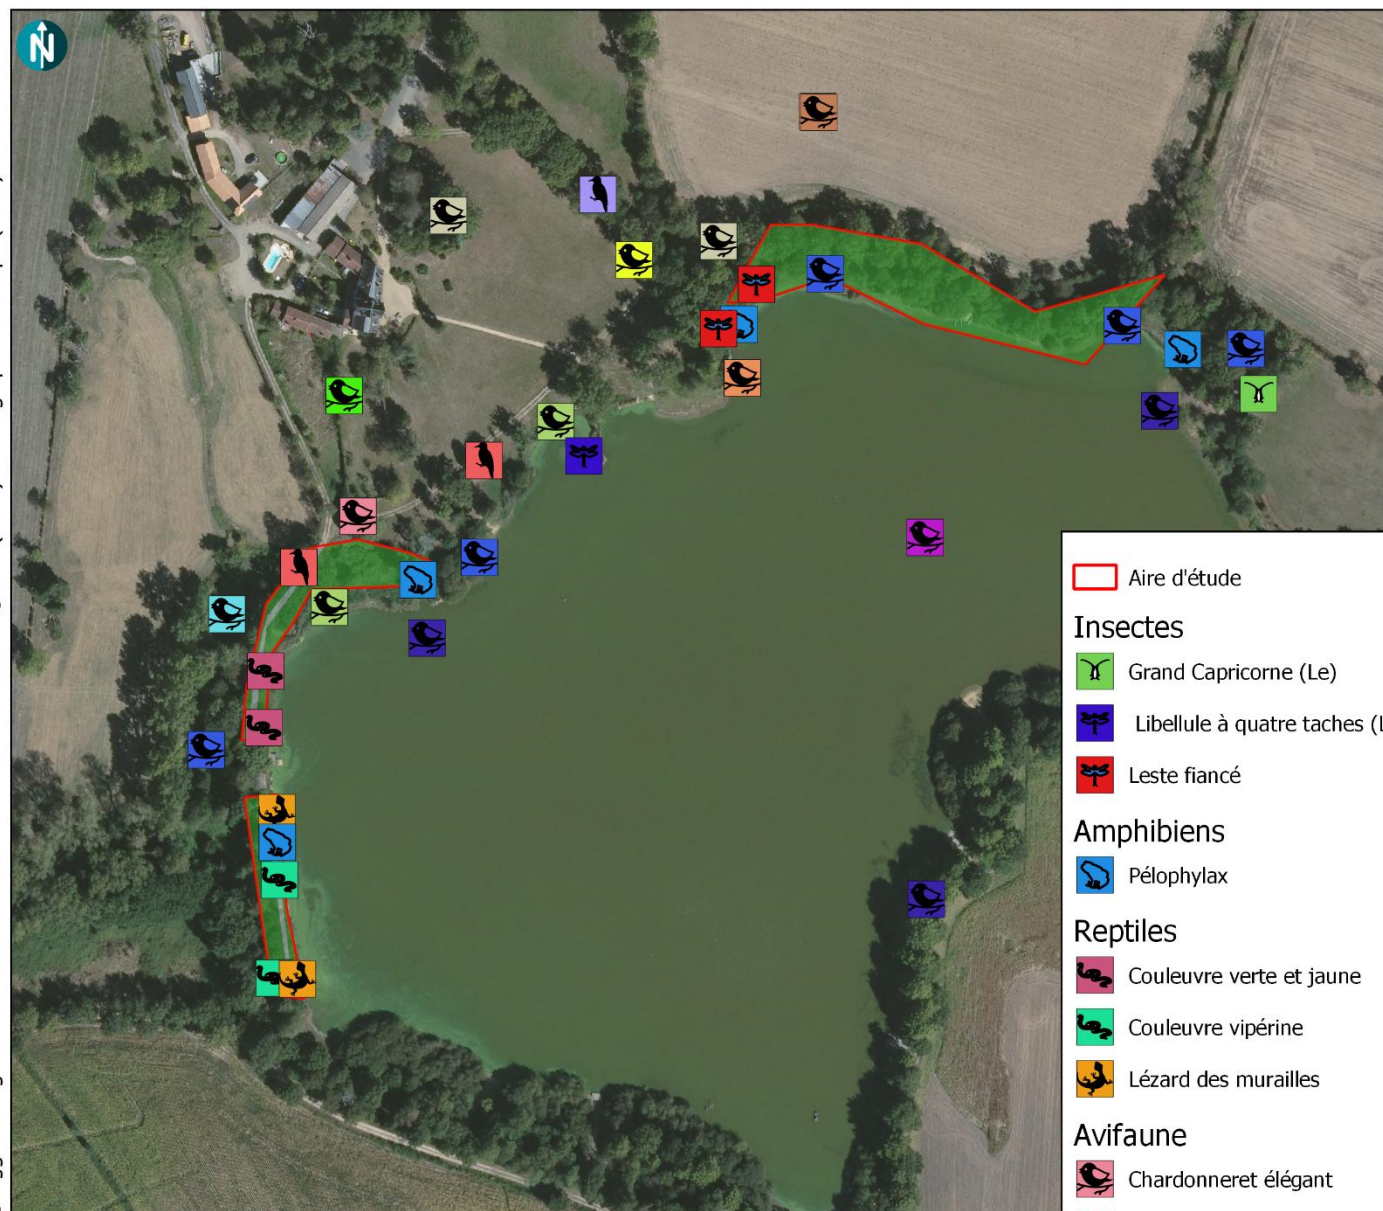 N
Aire d'étude
Insectes
Grand Capricorne (Le)
Libellule à quatre taches (L
Leste fiancé
Amphibiens
Pélophylax
Reptiles
Couleuvre verte et jaune
Couleuvre vipérine
Lézard des murailles
Avifaune
Chardonneret élégant